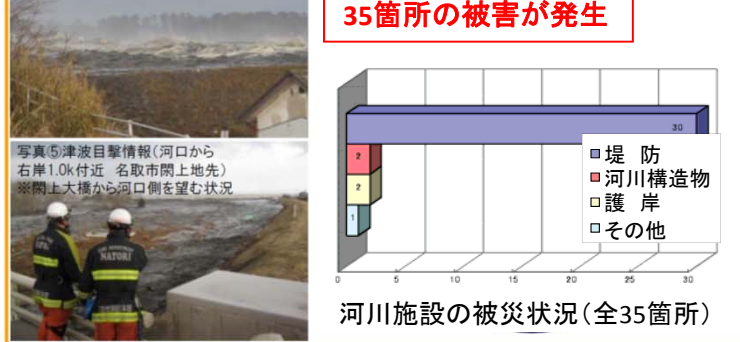 35箇所の被害が発生
写真⑤津波目撃情報(河口から
右岸1.0k付近 名取市閖上地先)
※閖上大橋から河口側を望む状況
NATORI
30
2
2
1
堤 防
河川構造物
護 岸
その他
0 5 10 15 20 25 30
河川施設の被災状況(全35箇所)